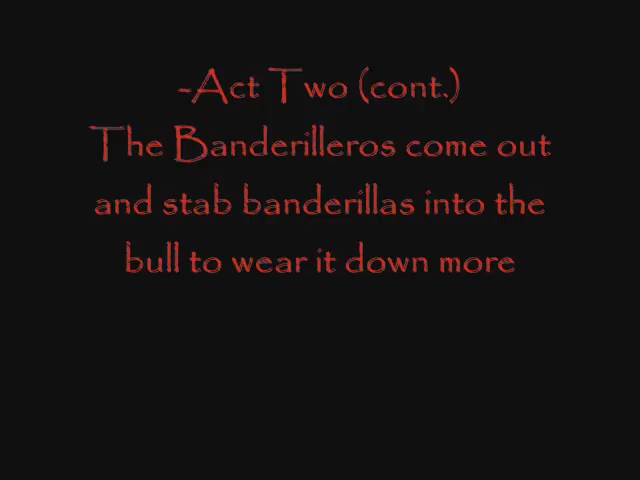 -Act Two (cont.)
The Banderilleros come out
and stab banderillas into the
bull to wear it down more